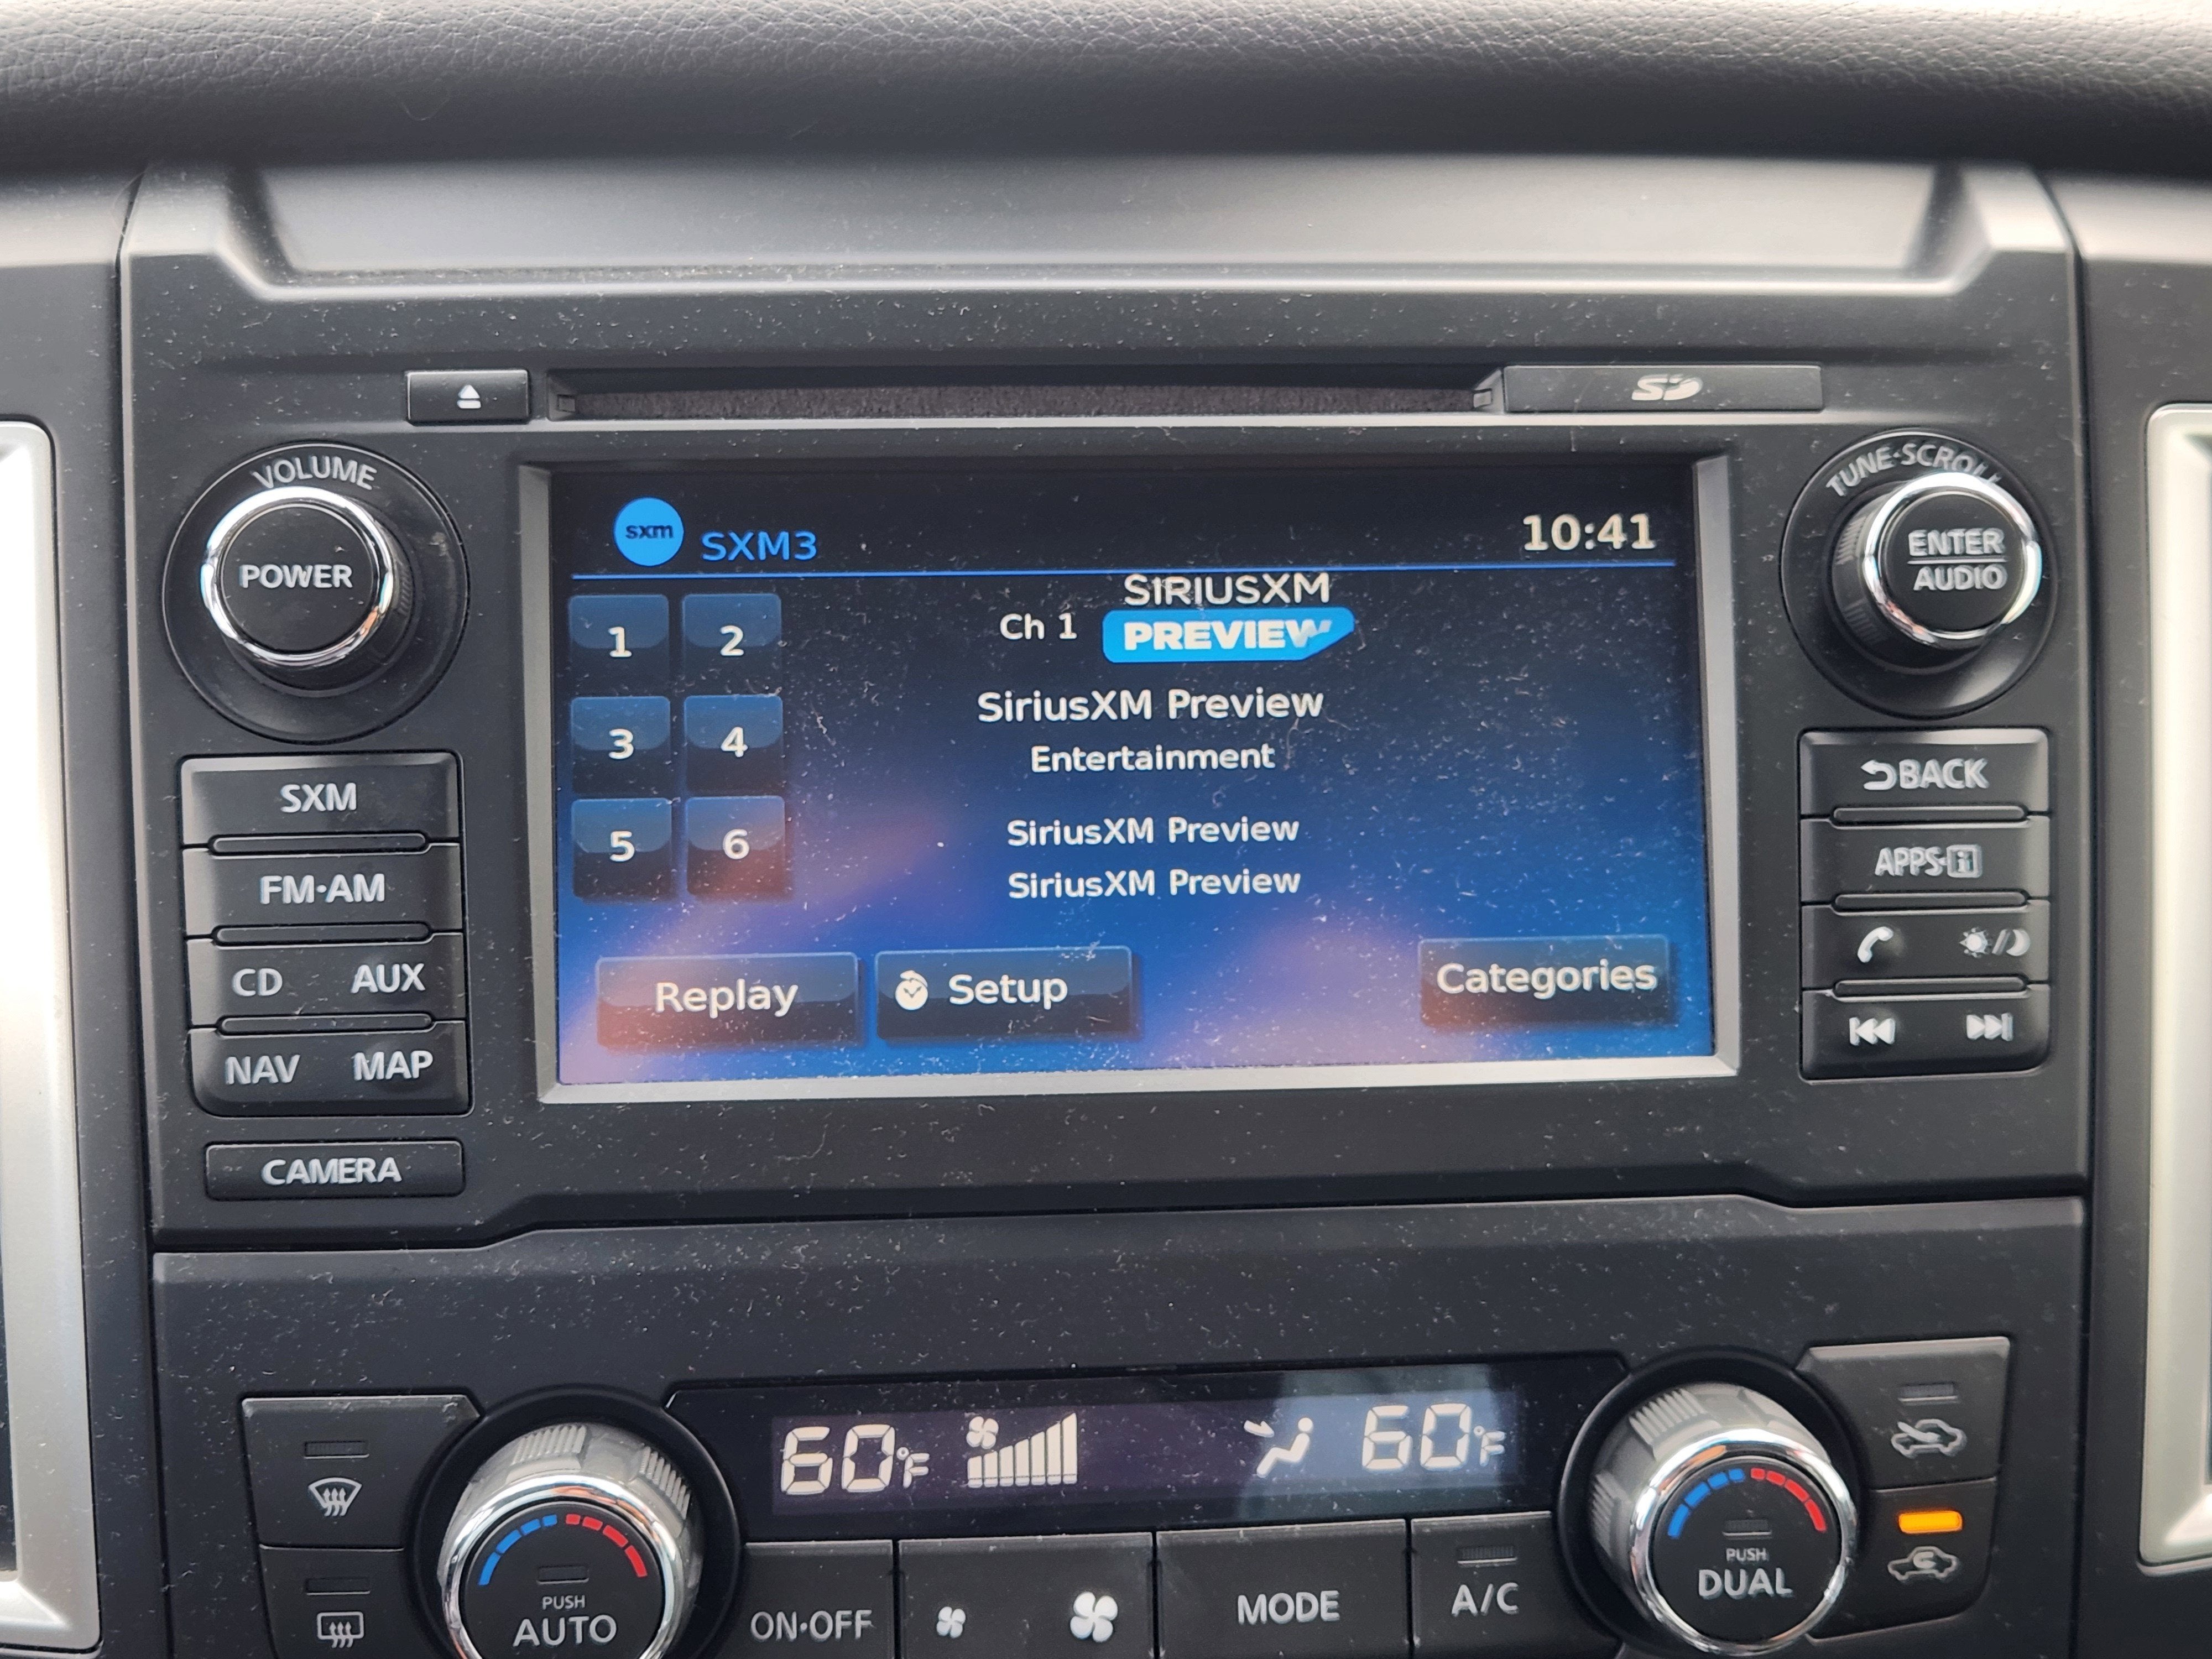 SD
VOLUME
POWER
TUNE·SCROLL
ENTER
AUDIO
sxm SXM3 10:41
SIRIUSXM
Ch 1 PREVIEW
1 2
SiriusXM Preview
3 4
Entertainment
5 6
SiriusXM Preview
SiriusXM Preview
Replay Setup Categories
SXM
FM·AM
CD AUX
NAV MAP
CAMERA
BACK
APPS·i
60°F 60°F
PUSH
AUTO
ON·OFF
MODE
A/C
PUSH
DUAL